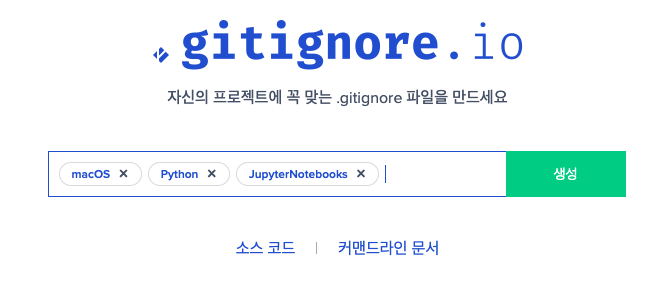 gitignore.io
자신의 프로젝트에 꼭 맞는 .gitignore 파일을 만드세요
macOS × Python × JupyterNotebooks × 생성
소스 코드 | 커맨드라인 문서